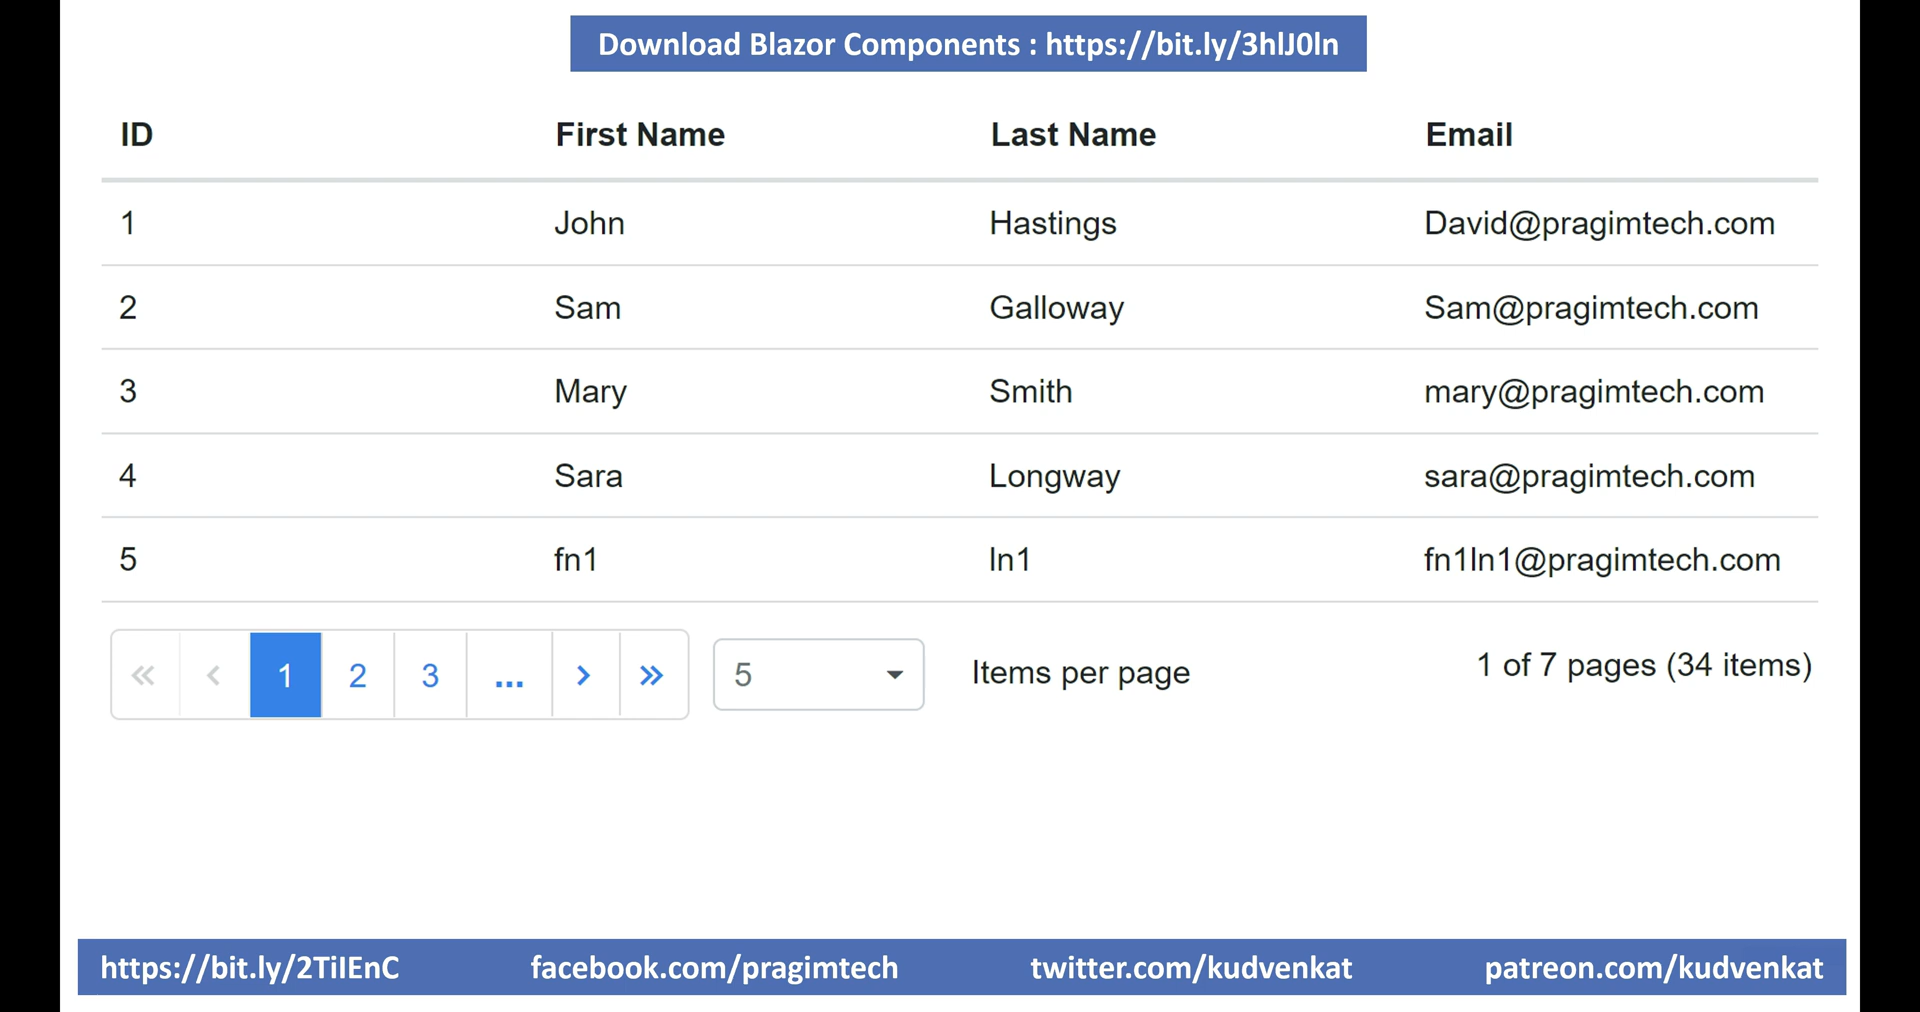 Download Blazor Components : https://bit.ly/3hlJ0ln
ID First Name Last Name Email
1 John Hastings David@pragimtech.com
2 Sam Galloway Sam@pragimtech.com
3 Mary Smith mary@pragimtech.com
4 Sara Longway sara@pragimtech.com
5 fn1 ln1 fn1ln1@pragimtech.com
« ‹ 1 2 3 ... › » 5 Items per page 1 of 7 pages (34 items)
https://bit.ly/2TiIEnC facebook.com/pragimtech twitter.com/kudvenkat patreon.com/kudvenkat